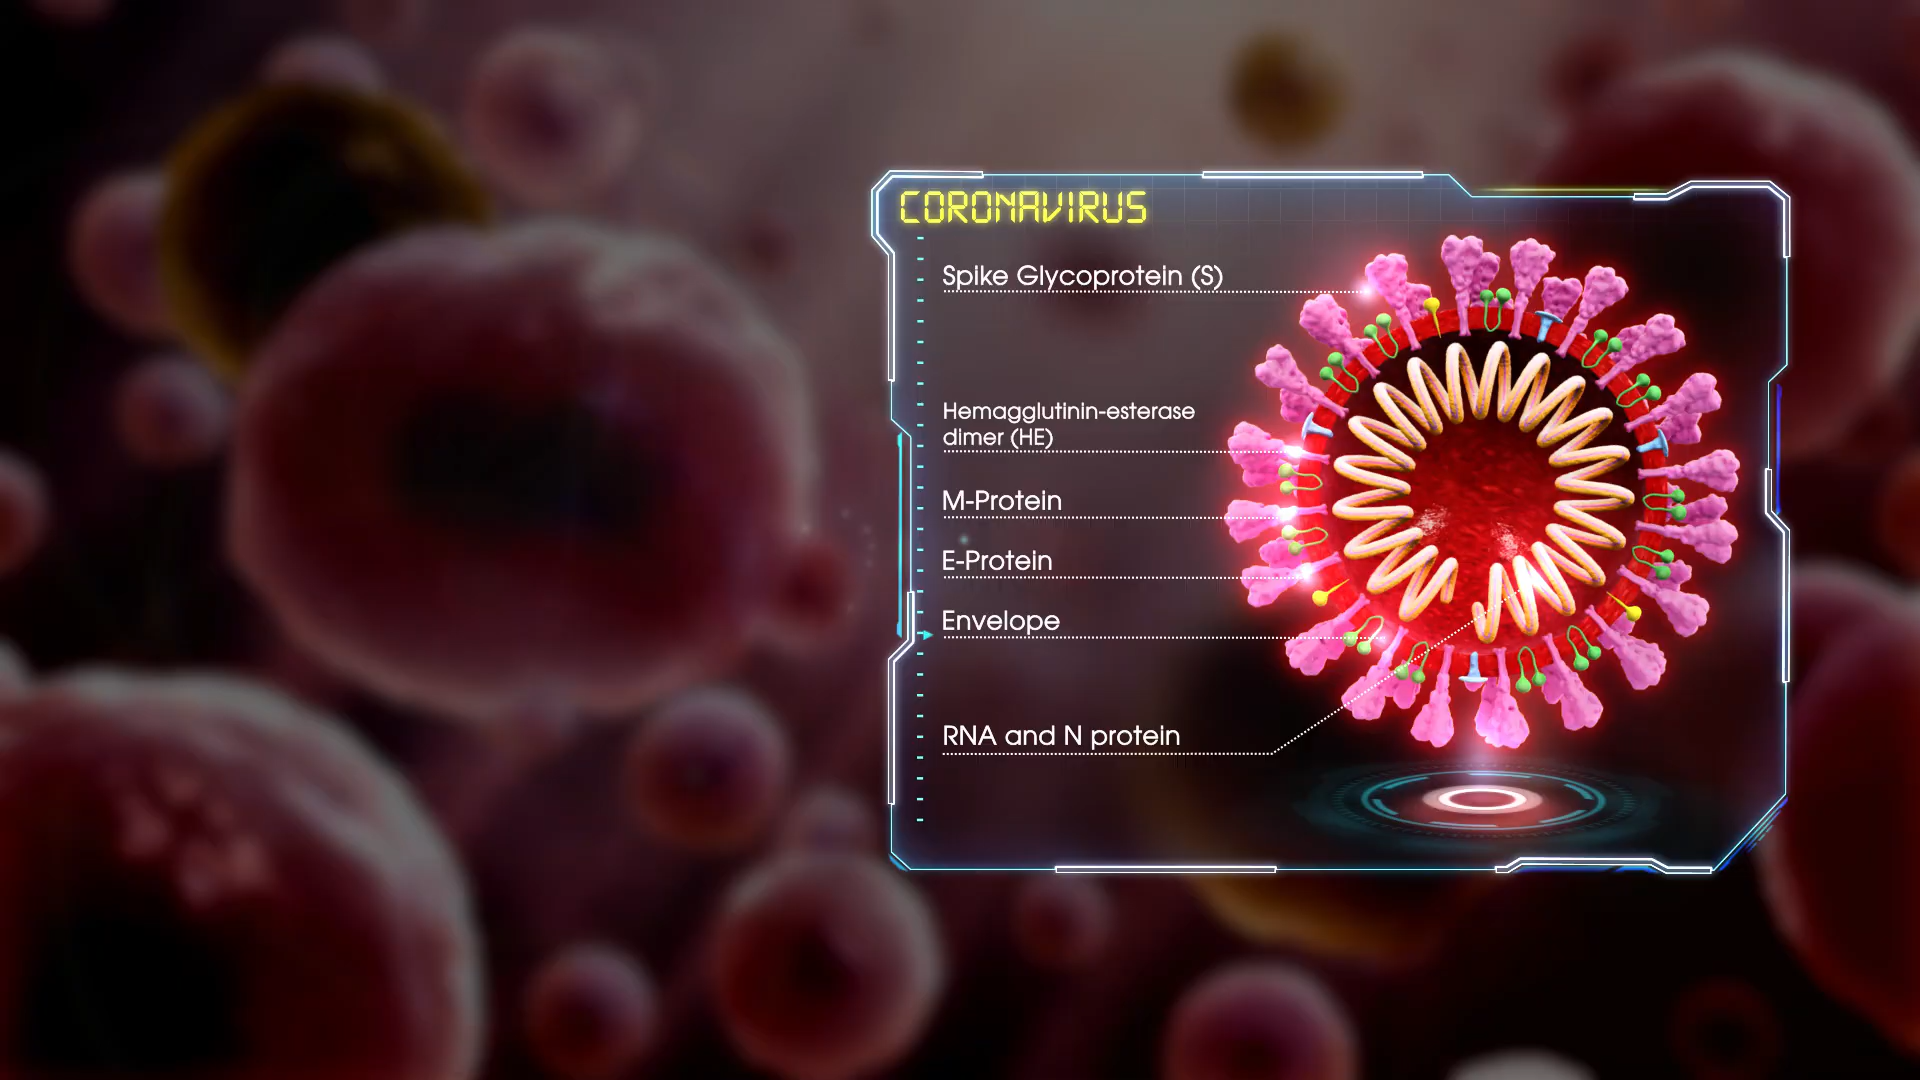 CORONAVIRUS
Spike Glycoprotein (S)
Hemagglutinin-esterase
dimer (HE)
M-Protein
E-Protein
Envelope
RNA and N protein